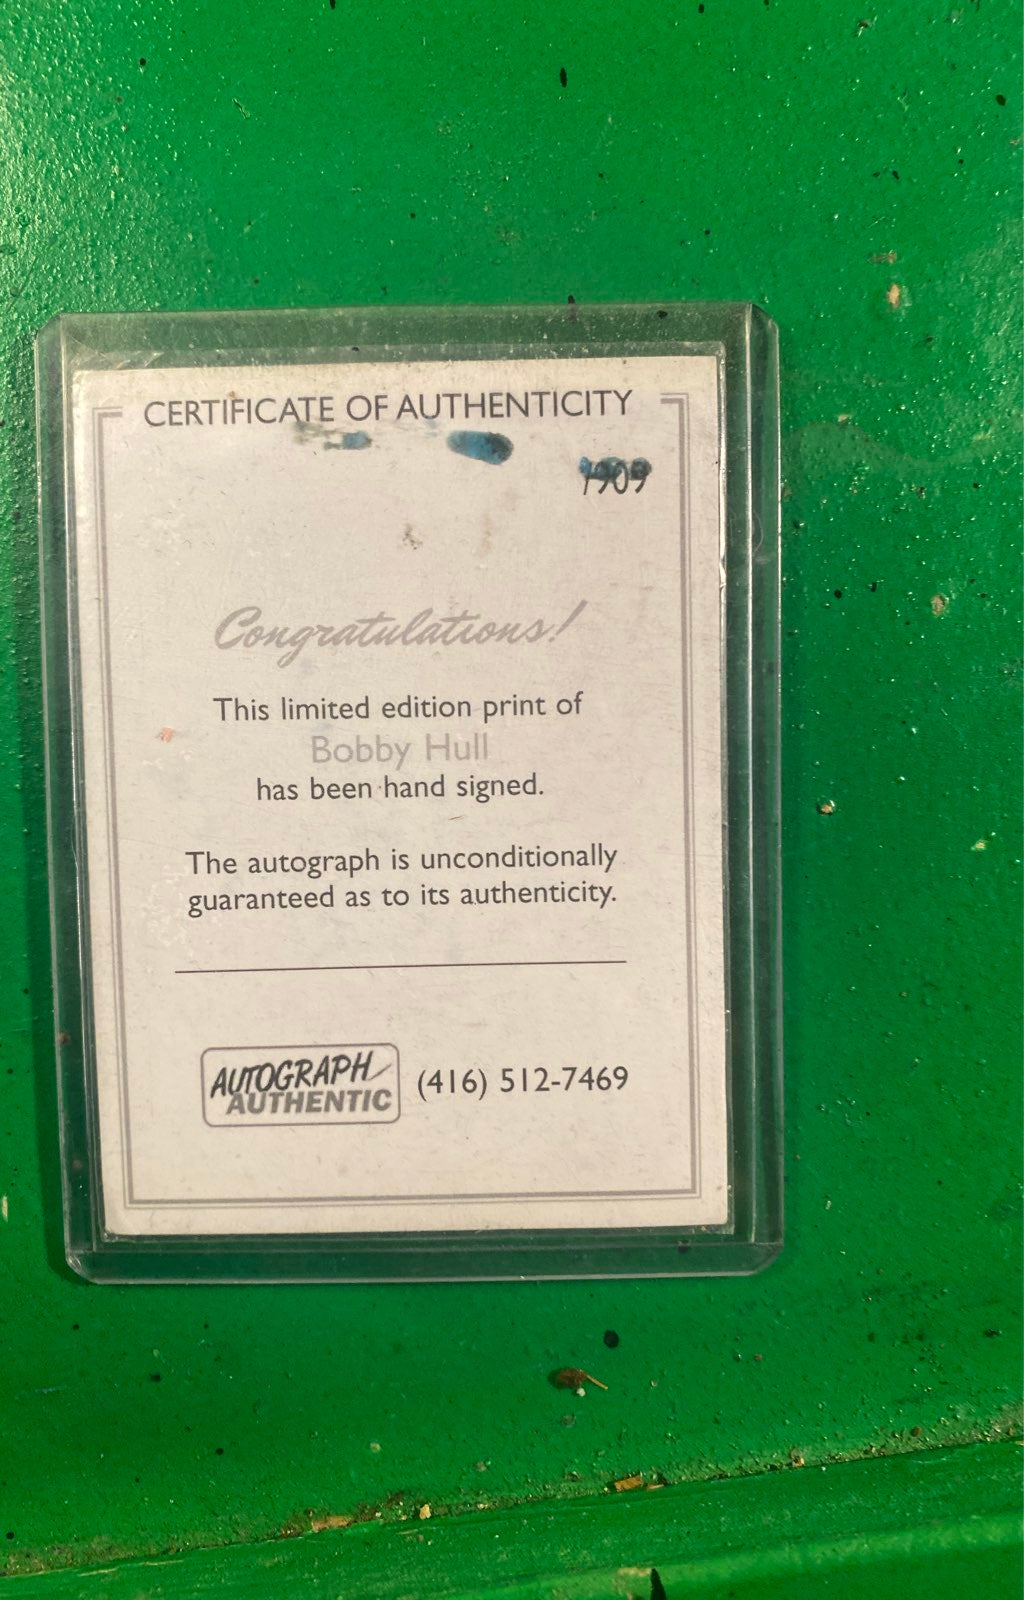 CERTIFICATE OF AUTHENTICITY
1909
Congratulations!
This limited edition print of
Bobby Hull
has been hand signed.
The autograph is unconditionally
guaranteed as to its authenticity.
AUTOGRAPH
AUTHENTIC
(416) 512-7469